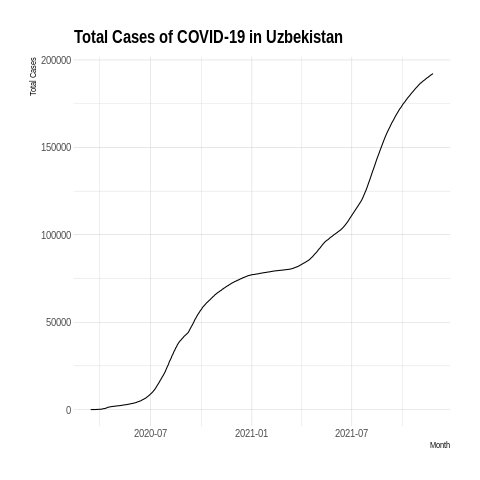 Total Cases of COVID-19 in Uzbekistan
Total Cases
200000
150000
100000
50000
0
2020-07
2021-01
2021-07
Month